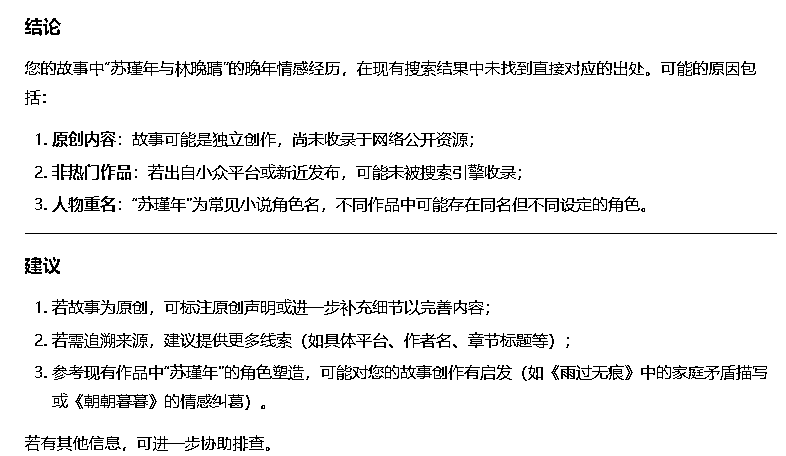 结论
您的故事中“苏瑾年与林晚晴”的晚年情感经历，在现有搜索结果中未找到直接对应的出处。可能的原因包
括：
1. 原创内容：故事可能是独立创作，尚未收录于网络公开资源；
2. 非热门作品：若出自小众平台或新近发布，可能未被搜索引擎收录；
3. 人物重名：“苏瑾年”为常见小说角色名，不同作品中可能存在同名但不同设定的角色。
建议
1. 若故事为原创，可标注原创声明或进一步补充细节以完善内容；
2. 若需追溯来源，建议提供更多线索（如具体平台、作者名、章节标题等）；
3. 参考现有作品中“苏瑾年”的角色塑造，可能对您的故事创作有启发（如《雨过无痕》中的家庭矛盾描写
或《朝朝暮暮》的情感纠葛）。
若有其他信息，可进一步协助排查。